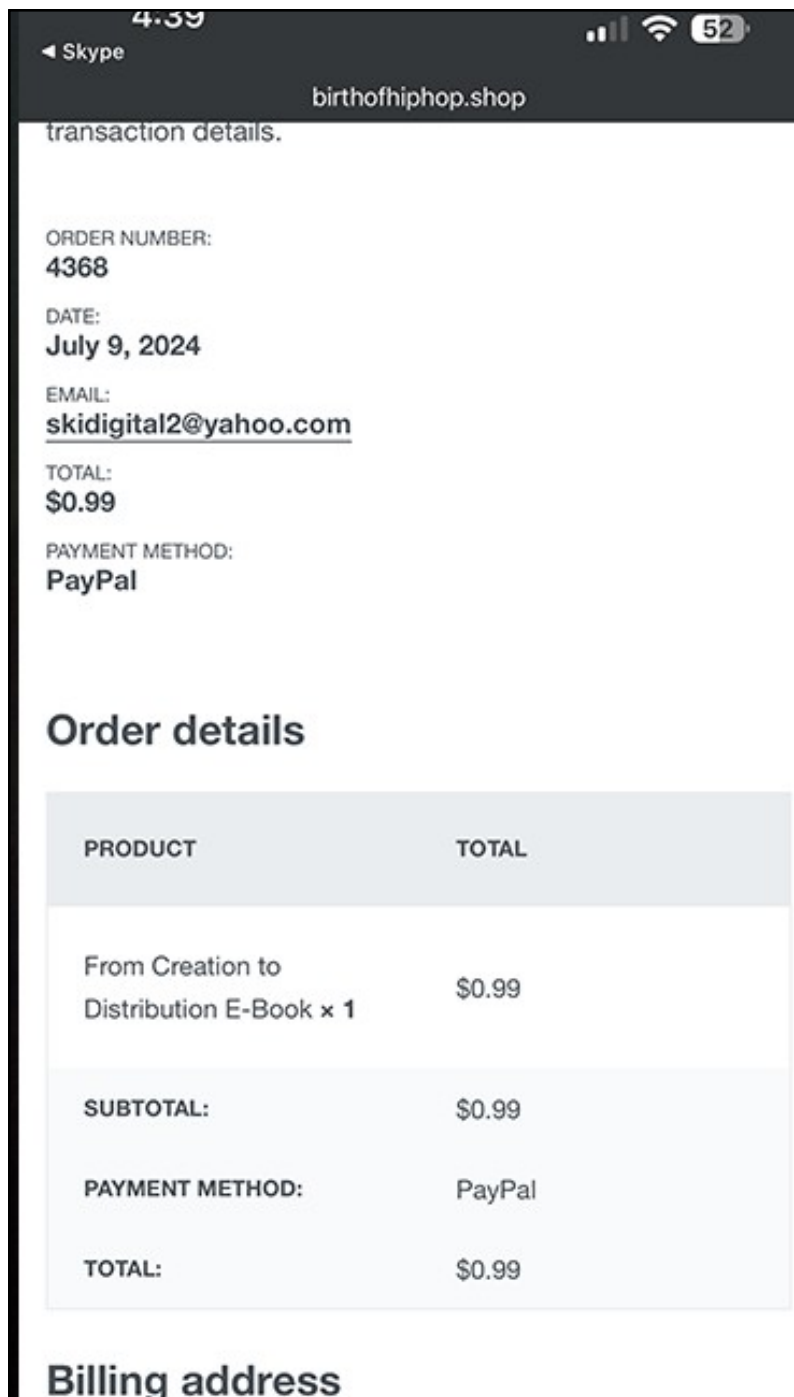 4:39
52
◀ Skype
birthofhiphop.shop
transaction details.
ORDER NUMBER:
4368
DATE:
July 9, 2024
EMAIL:
skidigital2@yahoo.com
TOTAL:
$0.99
PAYMENT METHOD:
PayPal
Order details
PRODUCT TOTAL
From Creation to
Distribution E-Book × 1 $0.99
SUBTOTAL: $0.99
PAYMENT METHOD: PayPal
TOTAL: $0.99
Billing address